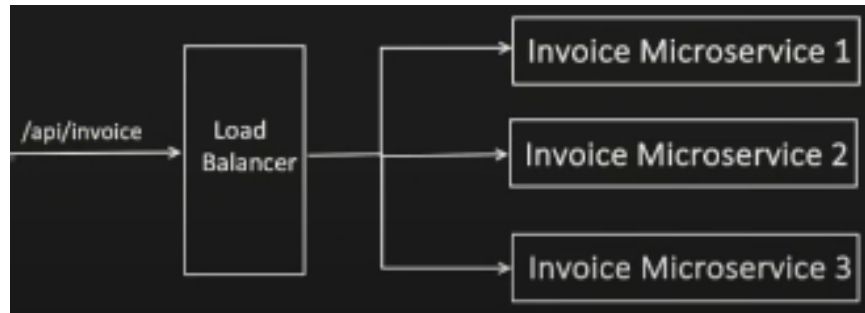 /api/invoice
Load
Balancer
Invoice Microservice 1
Invoice Microservice 2
Invoice Microservice 3